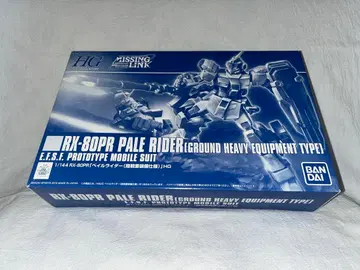 HG
MISSING LINK
RX-80PR PALE RIDER [GROUND HEAVY EQUIPMENT TYPE]
E.F.S.F. PROTOTYPE MOBILE SUIT
1/144 RX-80PR「ペイルライダー(陸戦重装備仕様)」HG
BANDAI
RX-80PR PALE RIDER [GROUND HEAVY EQUIPMENT TYPE]
E.F.S.F. PROTOTYPE MOBILE SUIT
BAN
DAI